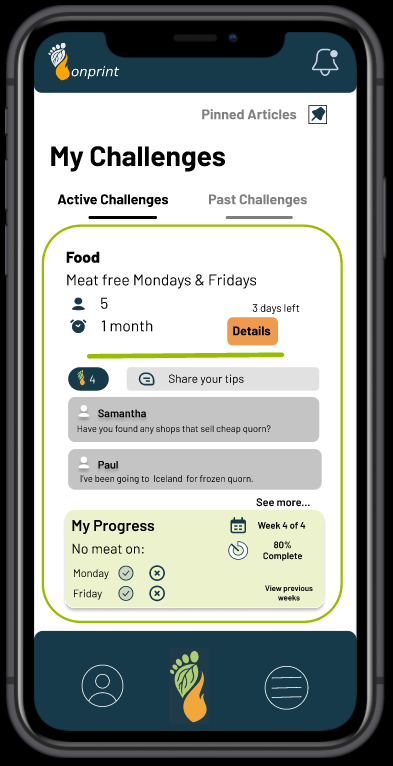 onprint
Pinned Articles
My Challenges
Active Challenges
Past Challenges
Food
Meat free Mondays & Fridays
5
3 days left
1 month
Details
4
Share your tips
Samantha
Have you found any shops that sell cheap quorn?
Paul
I've been going to Iceland for frozen quorn.
See more...
My Progress
Week 4 of 4
No meat on:
80%
Complete
Monday
Friday
View previous
weeks